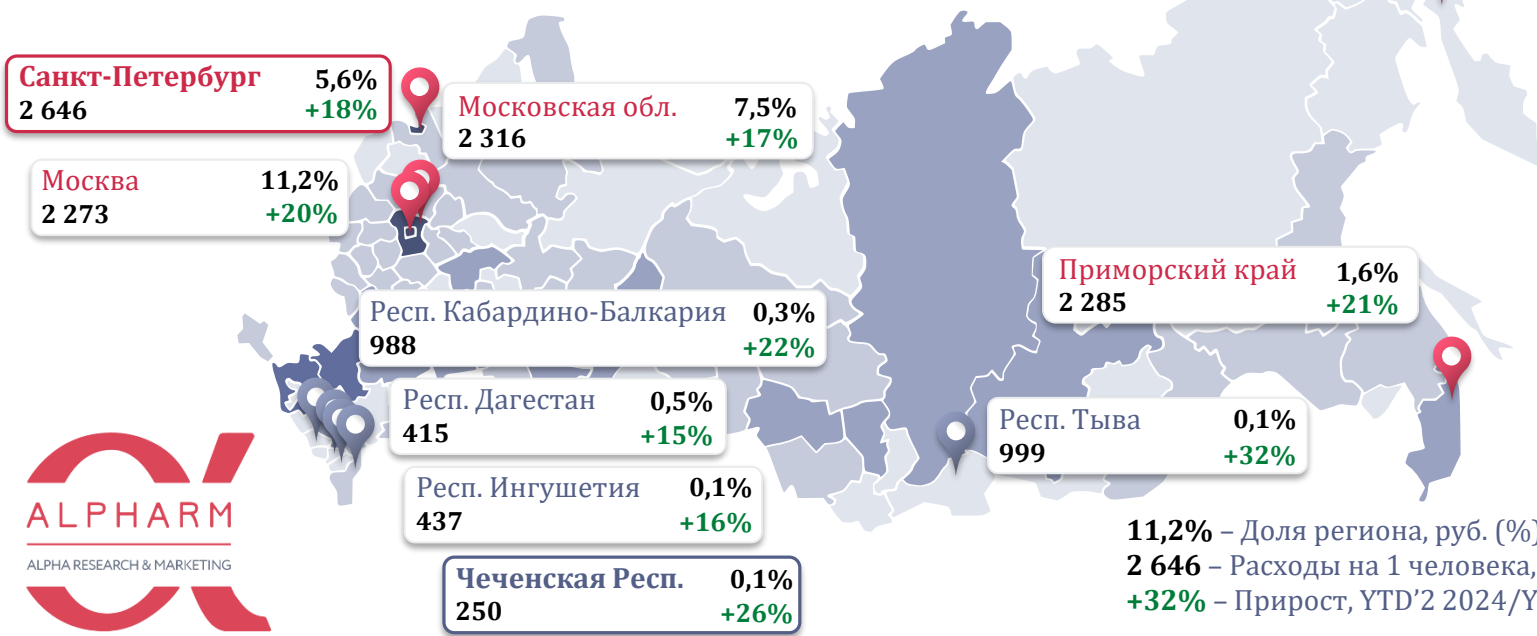 Санкт-Петербург 5,6%
2 646 +18%
Московская обл. 7,5%
2 316 +17%
Москва 11,2%
2 273 +20%
Приморский край 1,6%
2 285 +21%
Респ. Кабардино-Балкария 0,3%
988 +22%
Респ. Дагестан 0,5%
415 +15%
Респ. Тыва 0,1%
999 +32%
Респ. Ингушетия 0,1%
437 +16%
Чеченская Респ. 0,1%
250 +26%
ALPHARM
ALPHA RESEARCH & MARKETING
11,2% – Доля региона, руб. (%)
2 646 – Расходы на 1 человека,
+32% – Прирост, YTD’2 2024/Y